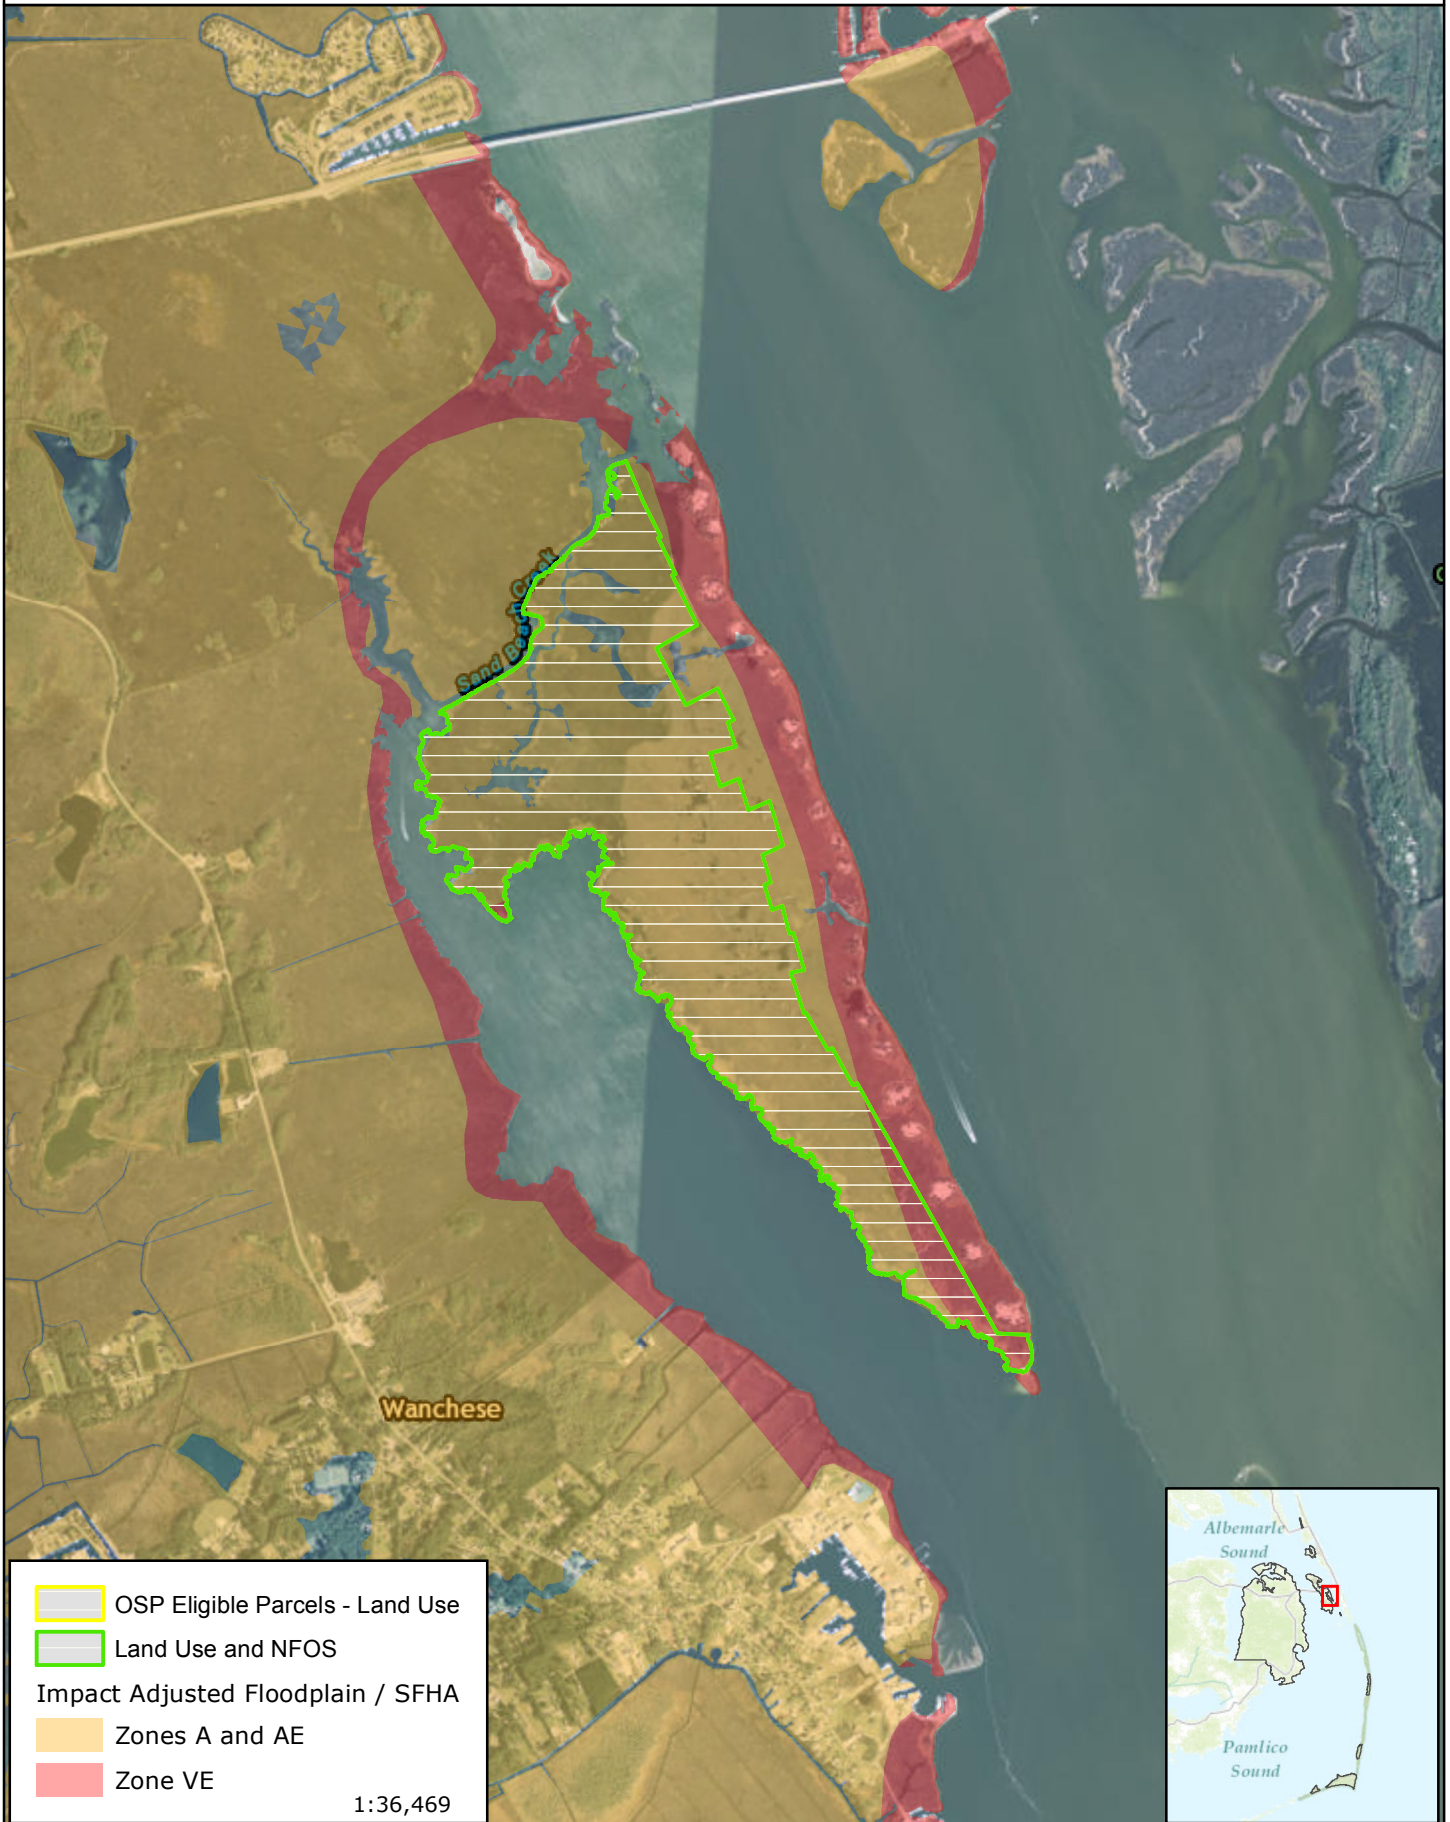 Sand Beach Creek
Wanchese
OSP Eligible Parcels - Land Use
Land Use and NFOS
Impact Adjusted Floodplain / SFHA
Zones A and AE
Zone VE
1:36,469
Albemarle
Sound
Pamlico
Sound